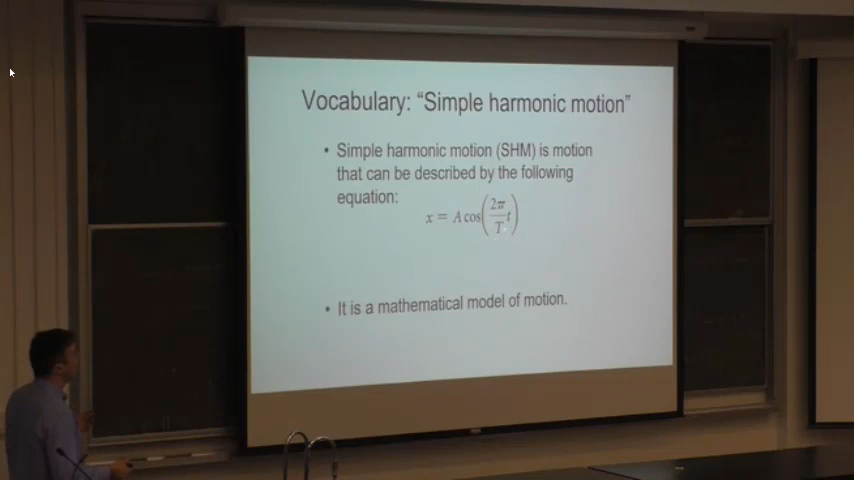 Vocabulary: “Simple harmonic motion”
• Simple harmonic motion (SHM) is motion
that can be described by the following
equation:
x = A cos(2π/T t)
• It is a mathematical model of motion.